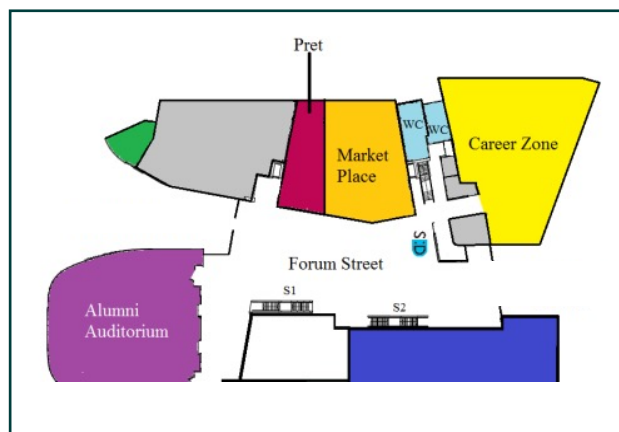 Pret
WC
WC
Market
Place
Career Zone
S:D
Forum Street
S1
S2
Alumni
Auditorium